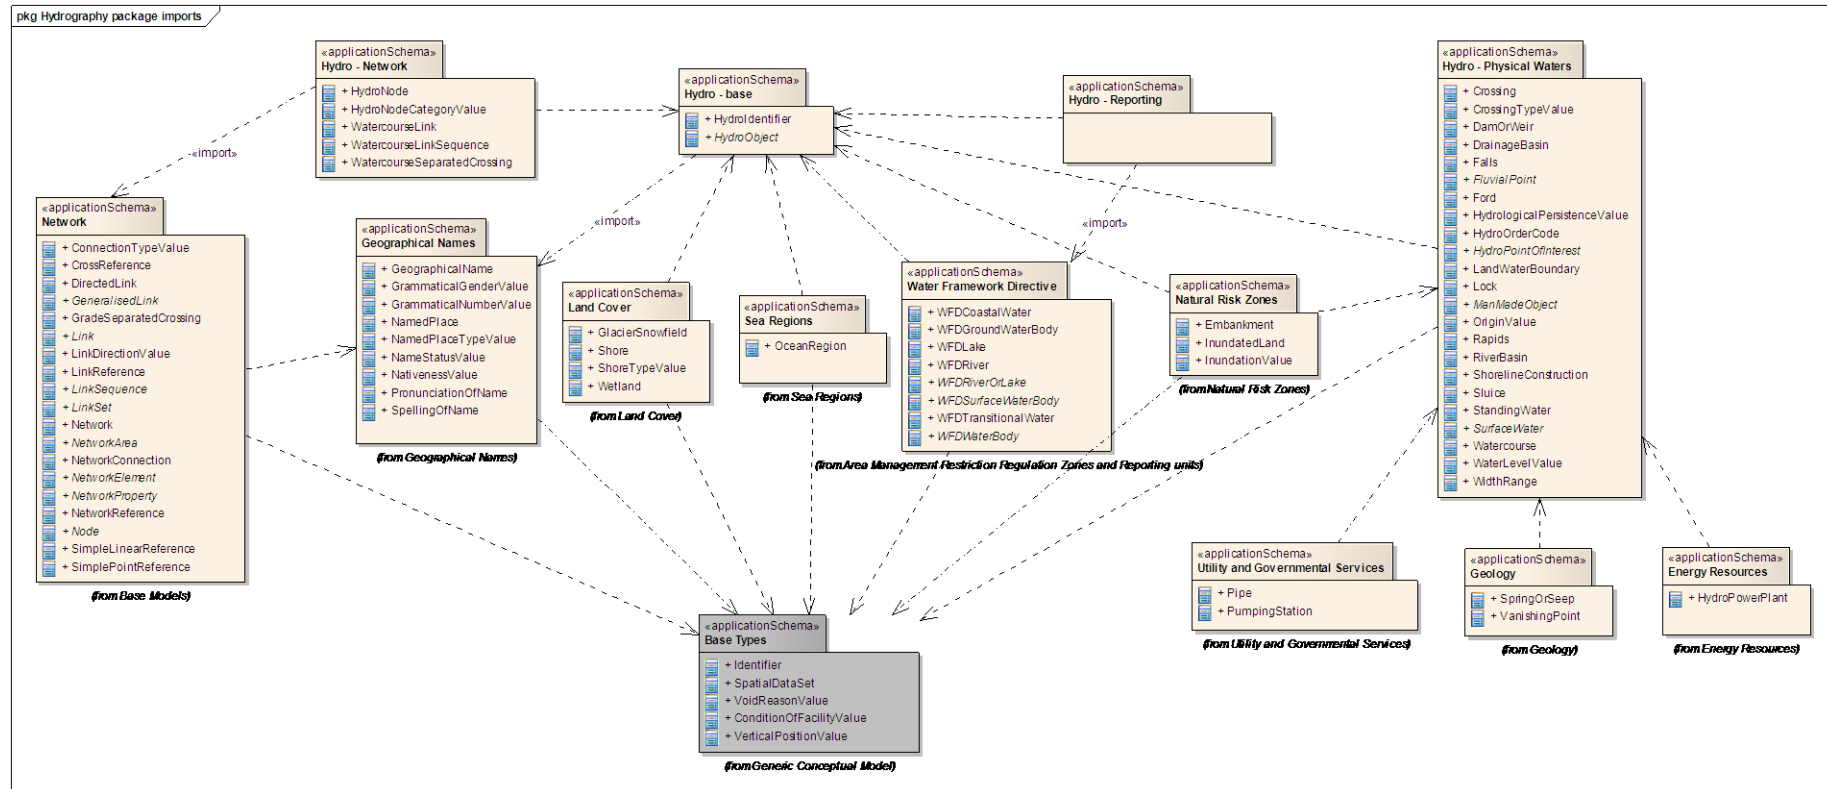 pkg Hydrography package imports
«applicationSchema»
Hydro - Network
+ HydroNode
+ HydroNodeCategoryValue
+ WatercourseLink
+ WatercourseLinkSequence
+ WatercourseSeparatedCrossing
«applicationSchema»
Hydro - base
+ HydroIdentifier
+ HydroObject
«applicationSchema»
Hydro - Reporting
«applicationSchema»
Hydro - Physical Waters
+ Crossing
+ CrossingTypeValue
+ DamOrWeir
+ DrainageBasin
+ Falls
+ FluvialPoint
+ Ford
+ HydrologicalPersistenceValue
+ HydroOrderCode
+ HydroPointOfInterest
+ LandWaterBoundary
+ Lock
+ ManMadeObject
+ OriginValue
+ Rapids
+ RiverBasin
+ ShorelineConstruction
+ Sluice
+ StandingWater
+ SurfaceWater
+ Watercourse
+ WaterLevelValue
+ WidthRange
«import»
«import»
«import»
«applicationSchema»
Network
+ ConnectionTypeValue
+ CrossReference
+ DirectedLink
+ GeneralisedLink
+ GradeSeparatedCrossing
+ Link
+ LinkDirectionValue
+ LinkReference
+ LinkSequence
+ LinkSet
+ Network
+ NetworkArea
+ NetworkConnection
+ NetworkElement
+ NetworkProperty
+ NetworkReference
+ Node
+ SimpleLinearReference
+ SimplePointReference
(from Base Models)
«applicationSchema»
Geographical Names
+ GeographicalName
+ GrammaticalGenderValue
+ GrammaticalNumberValue
+ NamedPlace
+ NamedPlaceTypeValue
+ NameStatusValue
+ NativenessValue
+ PronunciationOfName
+ SpellingOfName
(from Geographical Names)
«applicationSchema»
Land Cover
+ GlacierSnowfield
+ Shore
+ ShoreTypeValue
+ Wetland
(from Land Cover)
«applicationSchema»
Sea Regions
+ OceanRegion
(from Sea Regions)
«applicationSchema»
Water Framework Directive
+ WFDCoastalWater
+ WFDGroundWaterBody
+ WFDLake
+ WFDRiver
+ WFDRiverOrLake
+ WFDSurfaceWaterBody
+ WFDTransitionalWater
+ WFDWaterBody
(from Area Management Restriction Regulation Zones and Reporting units)
«applicationSchema»
Natural Risk Zones
+ Embankment
+ InundatedLand
+ InundationValue
(from Natural Risk Zones)
«applicationSchema»
Utility and Governmental Services
+ Pipe
+ PumpingStation
(from Utility and Governmental Services)
«applicationSchema»
Geology
+ SpringOrSeep
+ VanishingPoint
(from Geology)
«applicationSchema»
Energy Resources
+ HydroPowerPlant
(from Energy Resources)
«applicationSchema»
Base Types
+ Identifier
+ SpatialDataSet
+ VoidReasonValue
+ ConditionOfFacilityValue
+ VerticalPositionValue
(from Generic Conceptual Model)